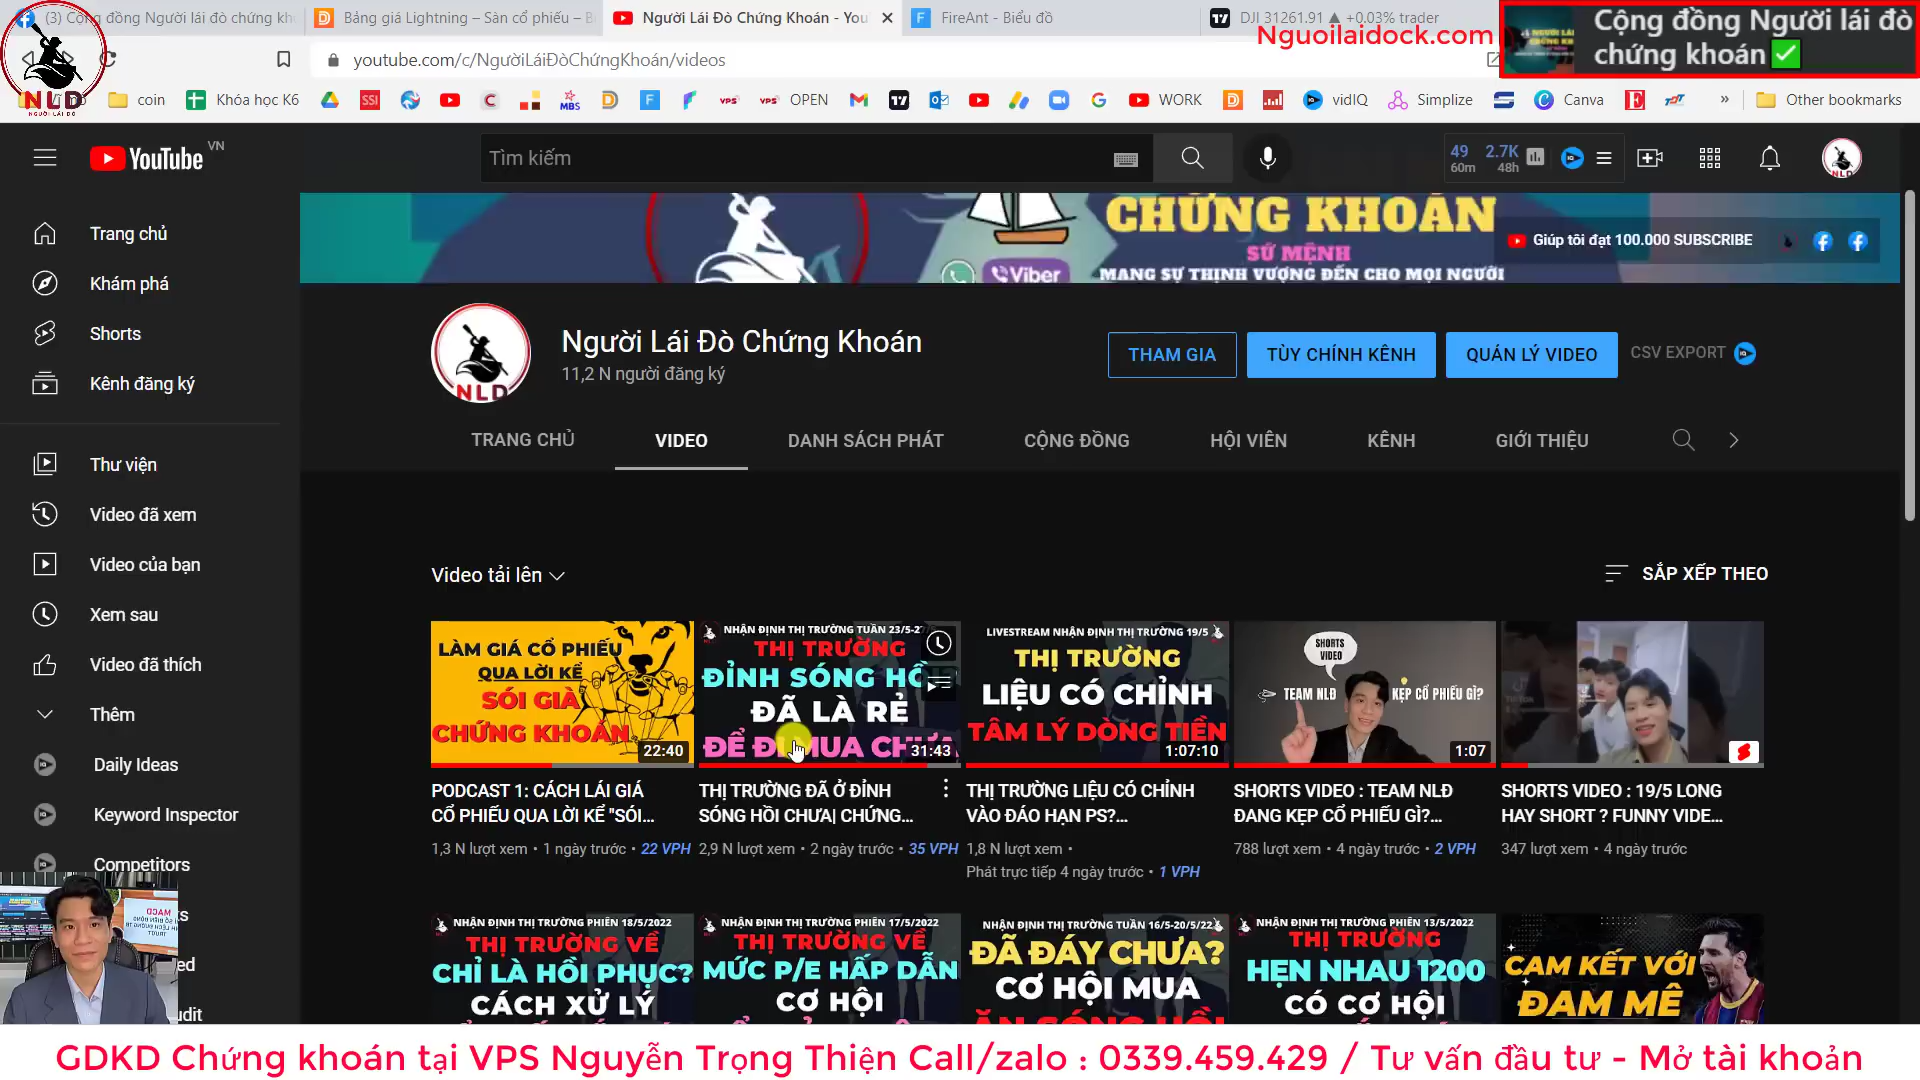 (3) Cộng đồng Người lái đò chứng kh
Bảng giá Lightning – Sàn cổ phiếu – B
Người Lái Đò Chứng Khoán - You
FireAnt - Biểu đồ
DJI 31261.91 ▲ +0.03% trader
Nguoilaidock.com
Cộng đồng Người lái đò
chứng khoán
youtube.com/c/NgườiLáiĐòChứngKhoán/videos
NLD
NGƯỜI LÁI ĐÒ
coin
Khóa học K6
SSI
MBS
VPS
VPS
OPEN
WORK
vidIQ
Simplize
Canva
»
Other bookmarks
YouTube VN
Tìm kiếm
49
60m
2.7K
48h
Trang chủ
Khám phá
Shorts
Kênh đăng ký
Thư viện
Video đã xem
Video của bạn
Xem sau
Video đã thích
Thêm
Daily Ideas
Keyword Inspector
Competitors
CHỨNG KHOÁN
SỨ MỆNH
MANG SỰ THỊNH VƯỢNG ĐẾN CHO MỌI NGƯỜI
Viber
Giúp tôi đạt 100.000 SUBSCRIBE
NLD
Người Lái Đò Chứng Khoán
11,2 N người đăng ký
THAM GIA
TÙY CHỈNH KÊNH
QUẢN LÝ VIDEO
CSV EXPORT
TRANG CHỦ
VIDEO
DANH SÁCH PHÁT
CỘNG ĐỒNG
HỘI VIÊN
KÊNH
GIỚI THIỆU
Video tải lên
SẮP XẾP THEO
LÀM GIÁ CỔ PHIẾU
QUA LỜI KỂ
SÓI GIÀ
CHỨNG KHOÁN
22:40
PODCAST 1: CÁCH LÁI GIÁ
CỔ PHIẾU QUA LỜI KỂ "SÓI...
1,3 N lượt xem • 1 ngày trước • 22 VPH
NHẬN ĐỊNH THỊ TRƯỜNG TUẦN 23/5-2
THỊ TRƯỜNG
ĐỈNH SÓNG HỒ
ĐÃ LÀ RẺ
ĐỂ ĐI MUA CHƯA
31:43
THỊ TRƯỜNG ĐÃ Ở ĐỈNH
SÓNG HỒI CHƯA| CHỨNG...
2,9 N lượt xem • 2 ngày trước • 35 VPH
LIVESTREAM NHẬN ĐỊNH THỊ TRƯỜNG 19/5
THỊ TRƯỜNG
LIỆU CÓ CHỈNH
TÂM LÝ DÒNG TIỀN
1:07:10
THỊ TRƯỜNG LIỆU CÓ CHỈNH
VÀO ĐÁO HẠN PS?...
1,8 N lượt xem •
Phát trực tiếp 4 ngày trước • 1 VPH
SHORTS
VIDEO
TEAM NLĐ
KẸP CỔ PHIẾU GÌ?
1:07
SHORTS VIDEO : TEAM NLĐ
ĐANG KẸP CỔ PHIẾU GÌ?...
788 lượt xem • 4 ngày trước • 2 VPH
SHORTS VIDEO : 19/5 LONG
HAY SHORT ? FUNNY VIDE...
347 lượt xem • 4 ngày trước
NHẬN ĐỊNH THỊ TRƯỜNG PHIÊN 18/5/2022
THỊ TRƯỜNG VỀ
CHỈ LÀ HỒI PHỤC?
CÁCH XỬ LÝ
NHẬN ĐỊNH THỊ TRƯỜNG PHIÊN 17/5/2022
THỊ TRƯỜNG VỀ
MỨC P/E HẤP DẪN
CƠ HỘI
NHẬN ĐỊNH THỊ TRƯỜNG TUẦN 16/5-20/5/22
ĐÃ ĐÁY CHƯA?
CƠ HỘI MUA
ĂN SÓNG HỒI
NHẬN ĐỊNH THỊ TRƯỜNG PHIÊN 13/5/2022
THỊ TRƯỜNG
HẸN NHAU 1200
CÓ CƠ HỘI
CAM KẾT VỚI
ĐAM MÊ
GDKD Chứng khoán tại VPS Nguyễn Trọng Thiện Call/zalo : 0339.459.429 / Tư vấn đầu tư - Mở tài khoản